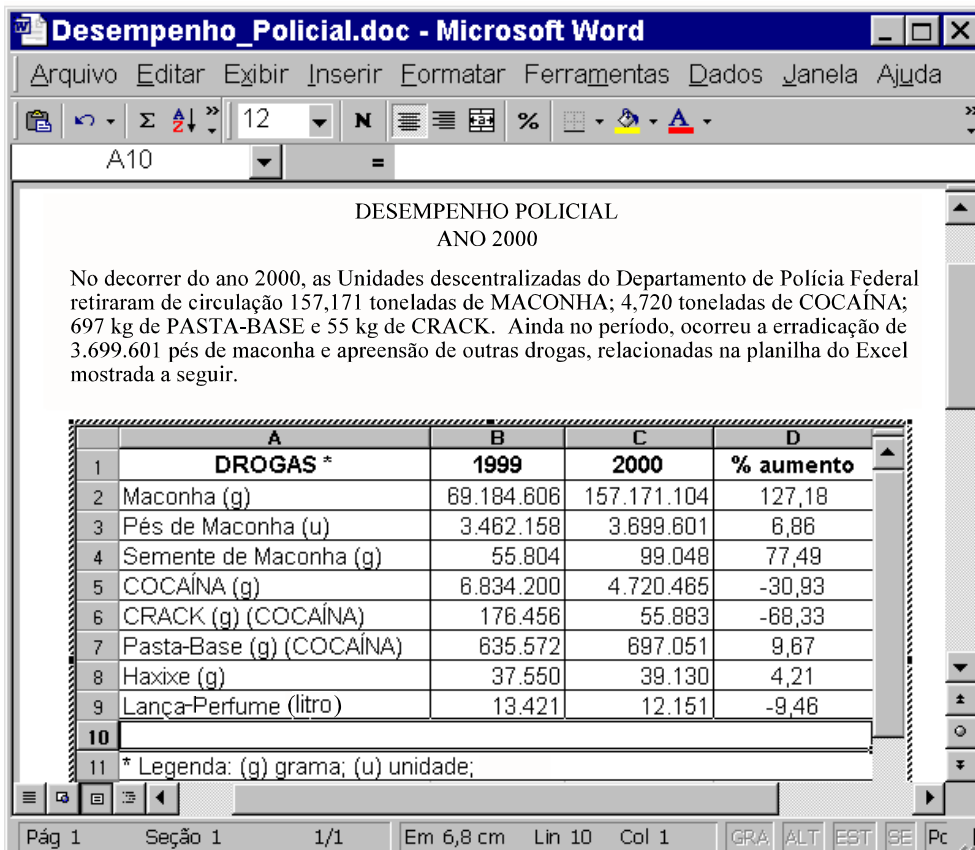 Desempenho_Policial.doc - Microsoft Word
Arquivo Editar Exibir Inserir Formatar Ferramentas Dados Janela Ajuda
Σ A Z » 12 N % A »
A10 =
DESEMPENHO POLICIAL
ANO 2000
No decorrer do ano 2000, as Unidades descentralizadas do Departamento de Polícia Federal
retiraram de circulação 157,171 toneladas de MACONHA; 4,720 toneladas de COCAÍNA;
697 kg de PASTA-BASE e 55 kg de CRACK. Ainda no período, ocorreu a erradicação de
3.699.601 pés de maconha e apreensão de outras drogas, relacionadas na planilha do Excel
mostrada a seguir.
A B C D
1 DROGAS * 1999 2000 % aumento
2 Maconha (g) 69.184.606 157.171.104 127,18
3 Pés de Maconha (u) 3.462.158 3.699.601 6,86
4 Semente de Maconha (g) 55.804 99.048 77,49
5 COCAÍNA (g) 6.834.200 4.720.465 -30,93
6 CRACK (g) (COCAÍNA) 176.456 55.883 -68,33
7 Pasta-Base (g) (COCAÍNA) 635.572 697.051 9,67
8 Haxixe (g) 37.550 39.130 4,21
9 Lança-Perfume (litro) 13.421 12.151 -9,46
10
11 * Legenda: (g) grama; (u) unidade;
Pág 1 Seção 1 1/1 Em 6,8 cm Lin 10 Col 1 GRA ALT EST SE Pc